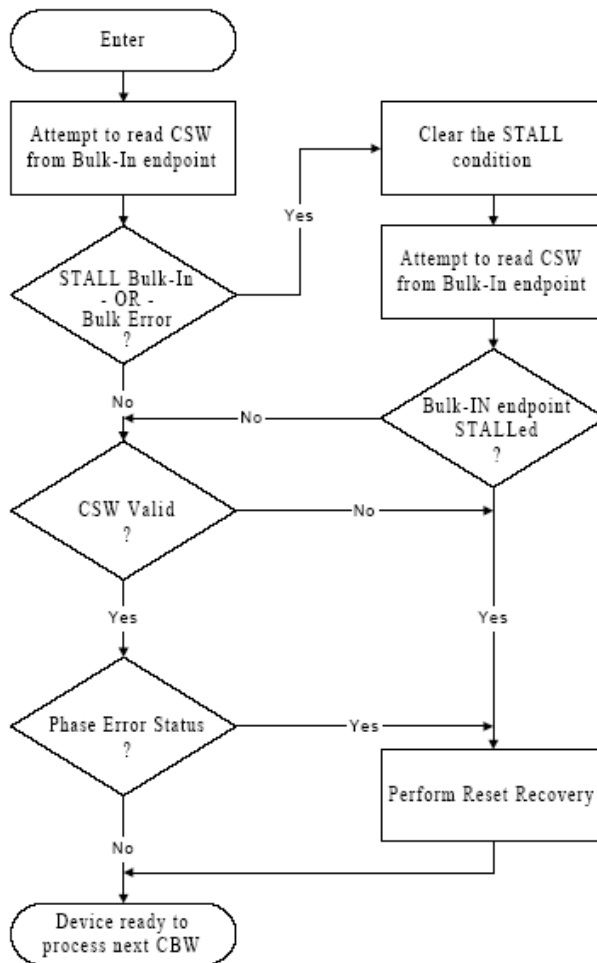 Enter
Attempt to read CSW
from Bulk-In endpoint
Clear the STALL
condition
Yes
STALL Bulk-In
- OR -
Bulk Error
?
Attempt to read CSW
from Bulk-In endpoint
No
No
Bulk-IN endpoint
STALLed
?
CSW Valid
?
No
Yes
Yes
Phase Error Status
?
Yes
Perform Reset Recovery
No
Device ready to
process next CBW